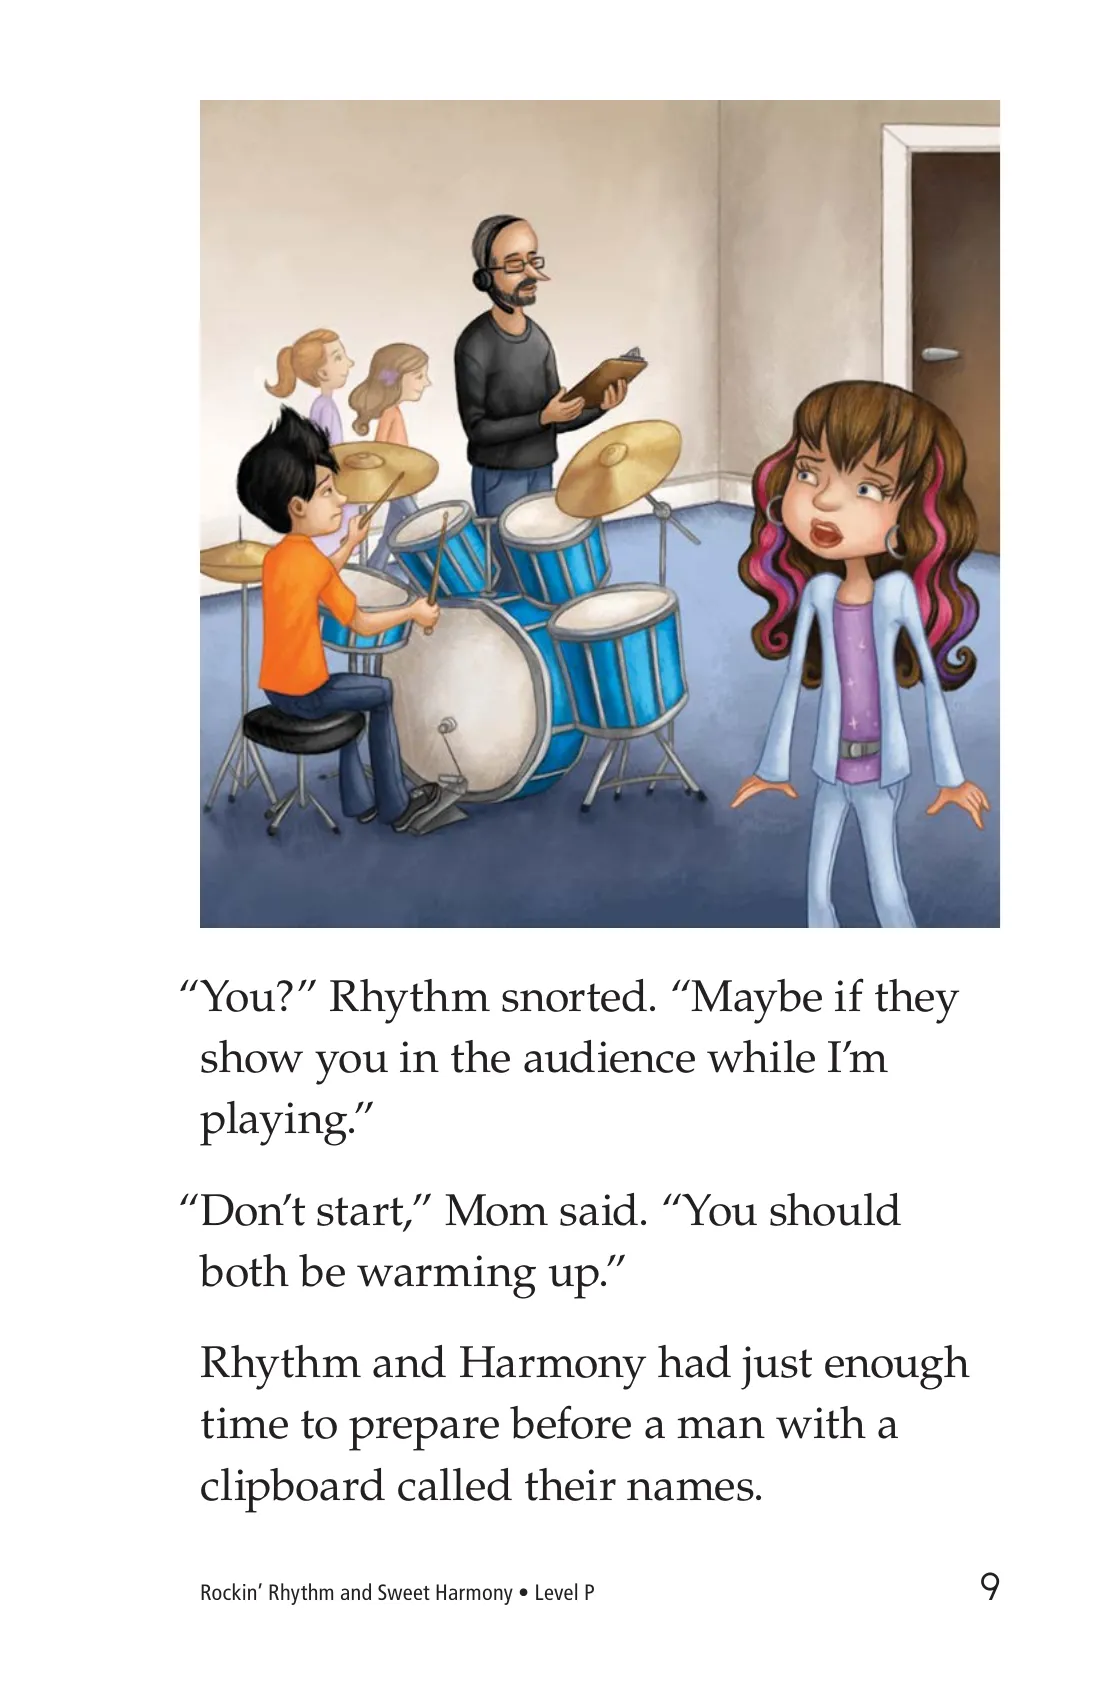 “You?” Rhythm snorted. “Maybe if they
show you in the audience while I’m
playing.”
“Don’t start,” Mom said. “You should
both be warming up.”
Rhythm and Harmony had just enough
time to prepare before a man with a
clipboard called their names.
Rockin’ Rhythm and Sweet Harmony • Level P
9